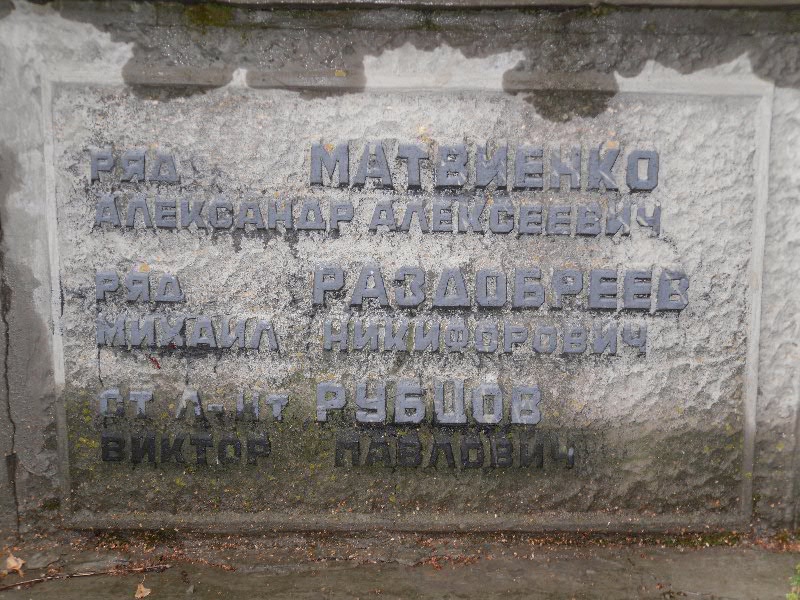 РЯД МАТВИЕНКО
АЛЕКСАНДР АЛЕКСЕЕВИЧ
РЯД РАЗДОБРЕЕВ
МИХАИЛ НИКИФОРОВИЧ
СТ Л-НТ РУБЦОВ
ВИКТОР ПАВЛОВИЧ